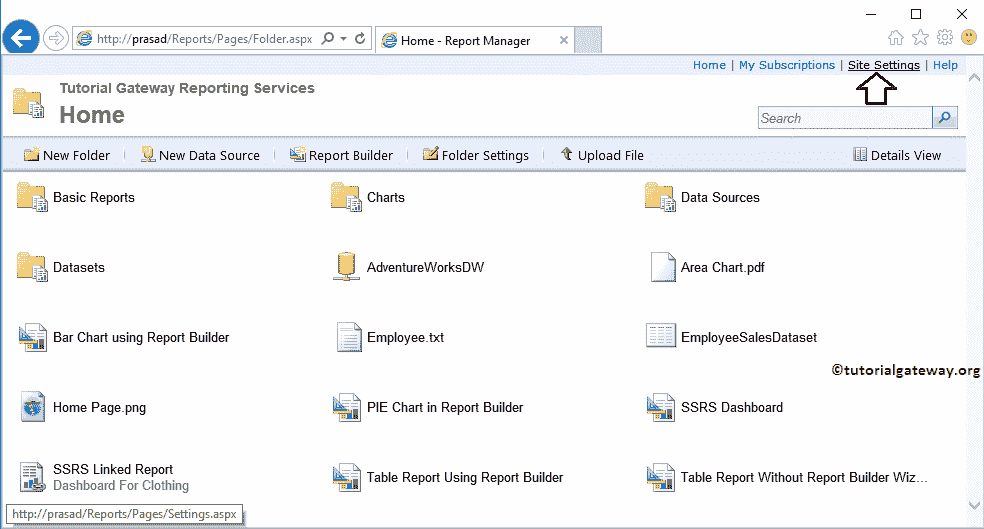 http://prasad/Reports/Pages/Folder.aspx
Home - Report Manager
Home | My Subscriptions | Site Settings | Help
Tutorial Gateway Reporting Services
Home
Search
New Folder
New Data Source
Report Builder
Folder Settings
Upload File
Details View
Basic Reports
Charts
Data Sources
Datasets
AdventureWorksDW
Area Chart.pdf
Bar Chart using Report Builder
Employee.txt
EmployeeSalesDataset
©tutorialgateway.org
Home Page.png
PIE Chart in Report Builder
SSRS Dashboard
SSRS Linked Report
Dashboard For Clothing
Table Report Using Report Builder
Table Report Without Report Builder Wiz...
http://prasad/Reports/Pages/Settings.aspx